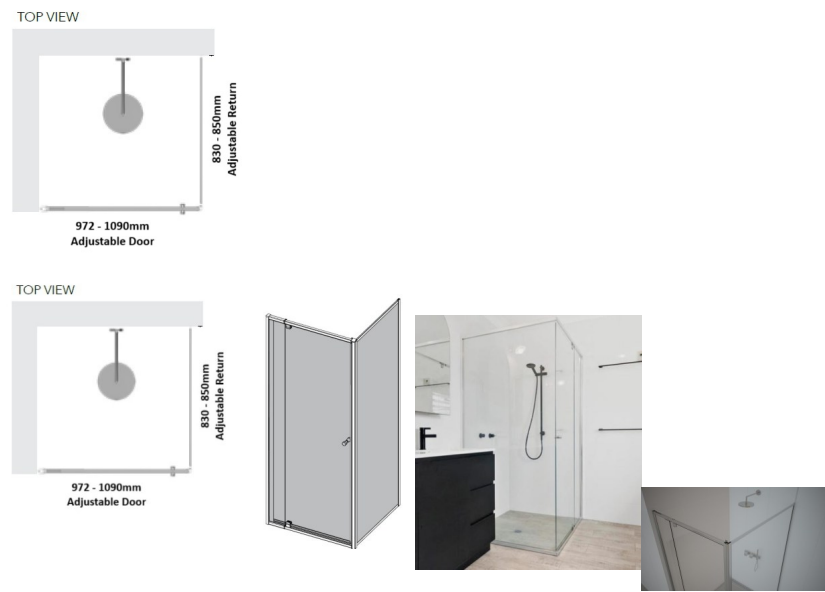 TOP VIEW
830 - 850mm
Adjustable Return
972 - 1090mm
Adjustable Door
TOP VIEW
830 - 850mm
Adjustable Return
972 - 1090mm
Adjustable Door